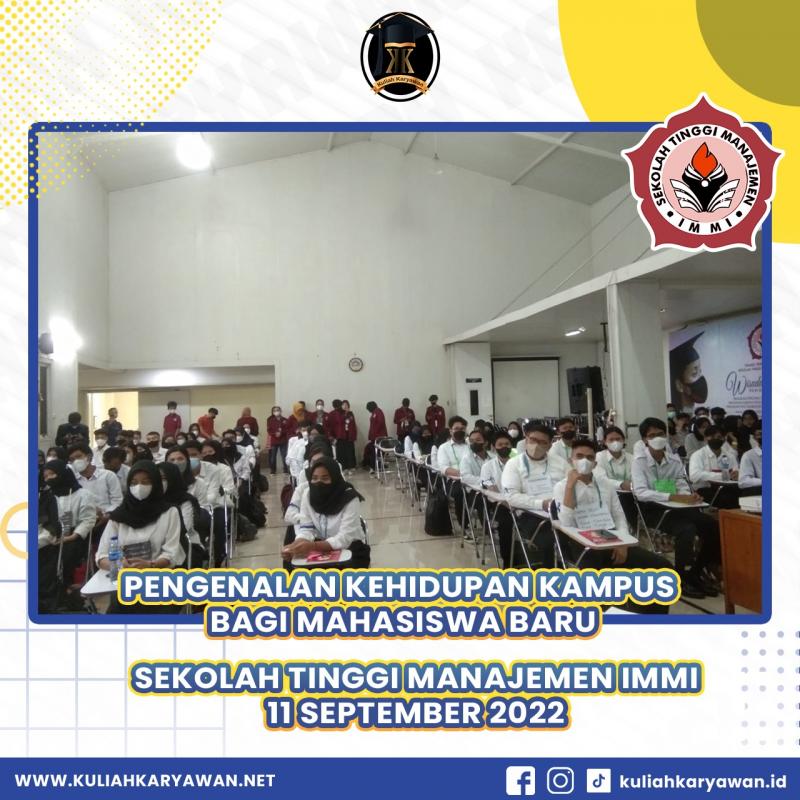 Kuliah Karyawan
SEKOLAH TINGGI MANAJEMEN
IMMI
PENGENALAN KEHIDUPAN KAMPUS
BAGI MAHASISWA BARU
SEKOLAH TINGGI MANAJEMEN IMMI
11 SEPTEMBER 2022
WWW.KULIAHKARYAWAN.NET
kuliahkaryawan.id